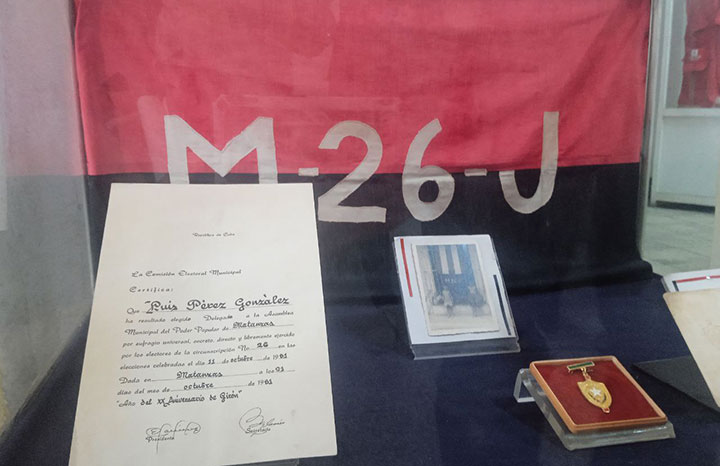 M-26-J
Republica de Cuba
La Comisión Electoral Municipal
Certifica:
Que Luis Pérez González
ha resultado elegido Delegado a la Asamblea
Municipal del Poder Popular de Matanzas
por sufragio universal, secreto, directo y libremente ejercido
por los electores de la circunscripción No. 26 en las
elecciones celebradas el día 11 de octubre de 1981
Dado en Matanzas a los
días del mes de octubre de 1981
"Año del XX Aniversario de Girón"
Presidente
Secretario